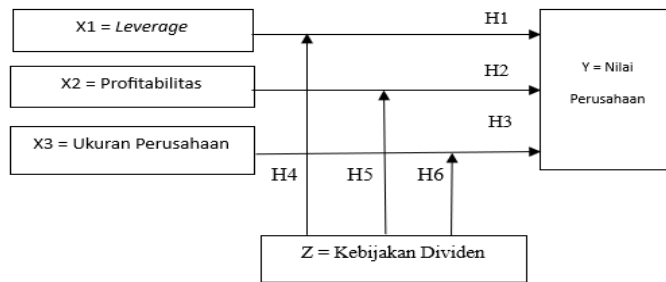 X1 = Leverage
H1
X2 = Profitabilitas
H2
Y = Nilai
Perusahaan
H3
X3 = Ukuran Perusahaan
H4
H5
H6
Z = Kebijakan Dividen